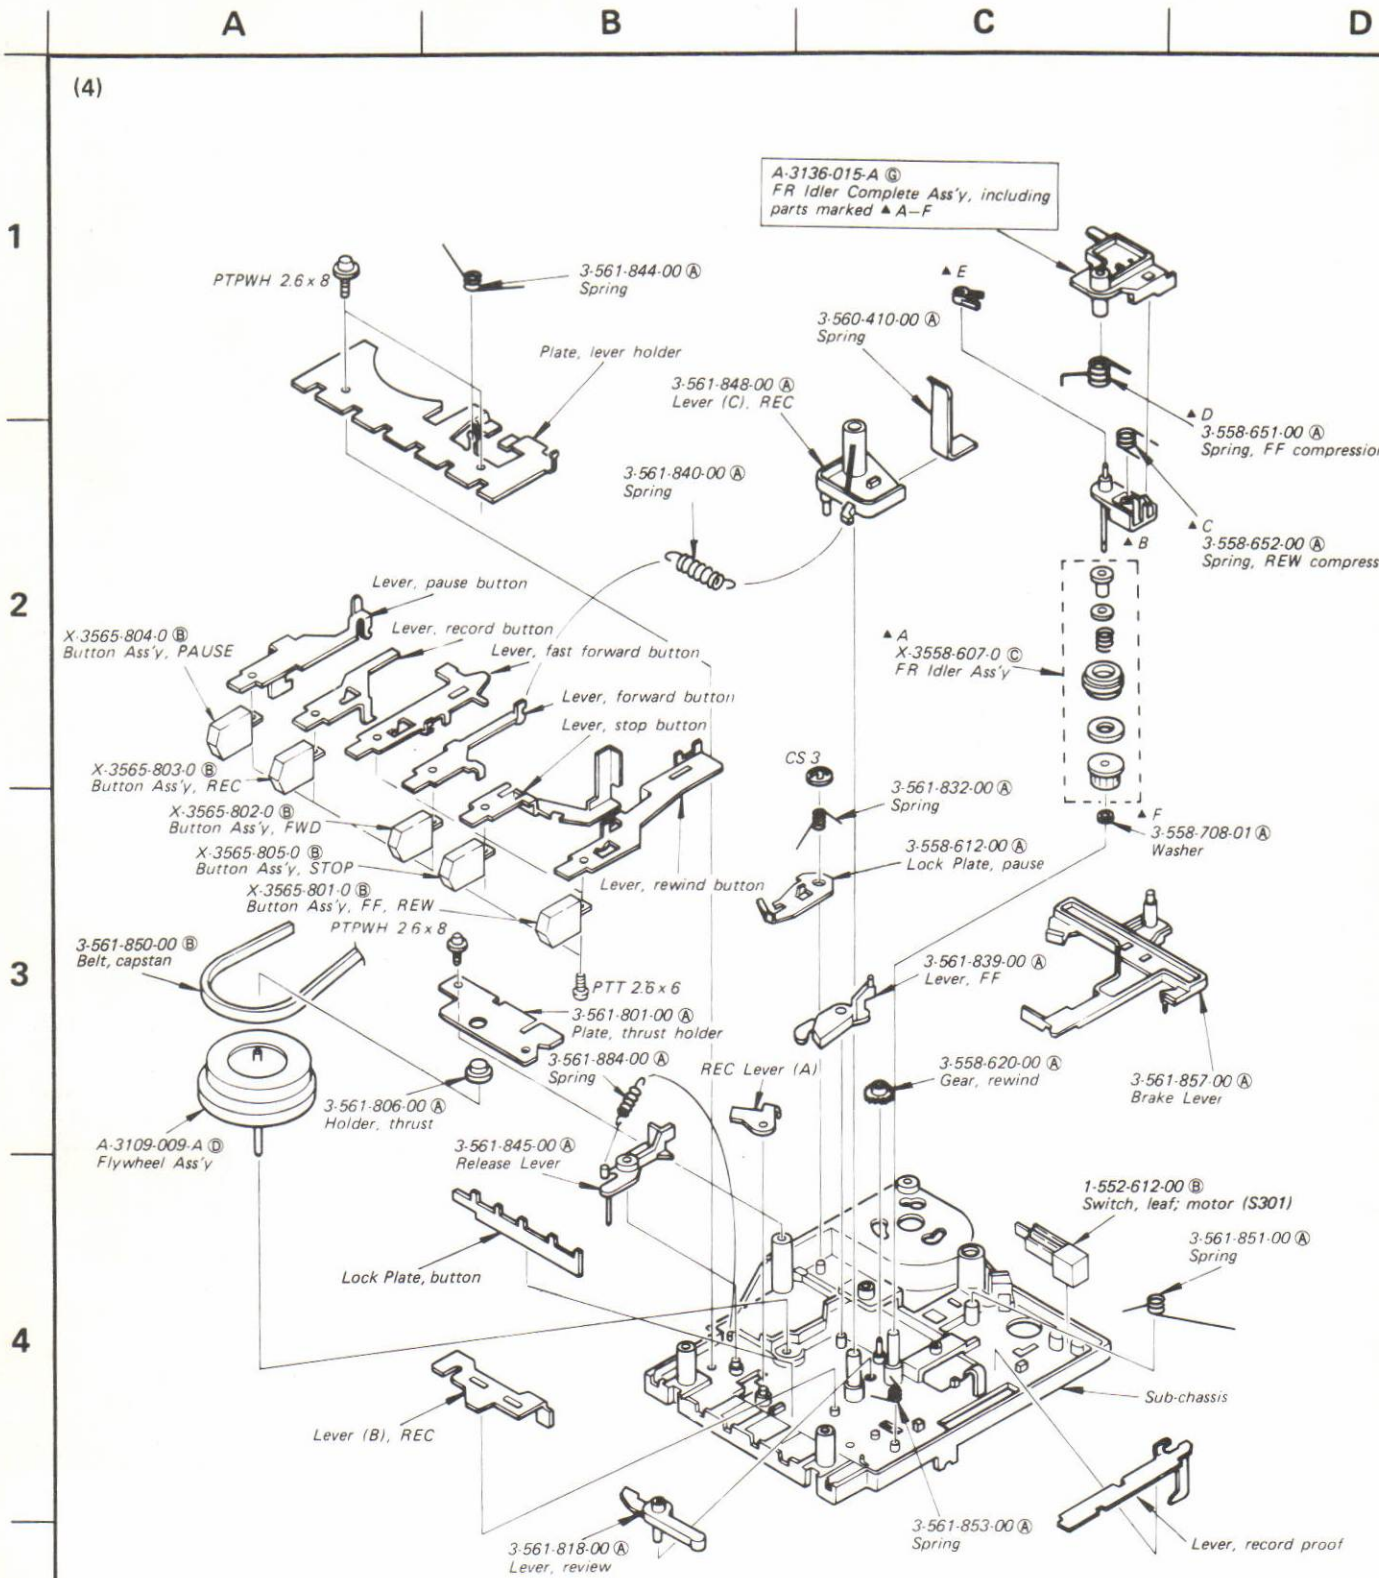 A B C D
(4)
1
2
3
4
A-3136-015-A Ⓖ
FR Idler Complete Ass'y, including
parts marked ▲ A–F
PTPWH 2.6 x 8
3-561-844-00 Ⓐ
Spring
▲ E
3-560-410-00 Ⓐ
Spring
Plate, lever holder
3-561-848-00 Ⓐ
Lever (C), REC
▲ D
3-558-651-00 Ⓐ
Spring, FF compression
3-561-840-00 Ⓐ
Spring
▲ C
3-558-652-00 Ⓐ
Spring, REW compress
▲ B
Lever, pause button
X-3565-804-0 Ⓑ
Button Ass'y, PAUSE
Lever, record button
Lever, fast forward button
▲ A
X-3558-607-0 Ⓒ
FR Idler Ass'y
Lever, forward button
Lever, stop button
X-3565-803-0 Ⓑ
Button Ass'y, REC
CS 3
3-561-832-00 Ⓐ
Spring
X-3565-802-0 Ⓑ
Button Ass'y, FWD
▲ F
3-558-708-01 Ⓐ
Washer
X-3565-805-0 Ⓑ
Button Ass'y, STOP
3-558-612-00 Ⓐ
Lock Plate, pause
X-3565-801-0 Ⓑ
Button Ass'y, FF, REW
Lever, rewind button
PTPWH 2.6 x 8
3-561-850-00 Ⓑ
Belt, capstan
3-561-839-00 Ⓐ
Lever, FF
PTT 2.6 x 6
3-561-801-00 Ⓐ
Plate, thrust holder
3-561-884-00 Ⓐ
Spring
REC Lever (A)
3-558-620-00 Ⓐ
Gear, rewind
3-561-857-00 Ⓐ
Brake Lever
3-561-806-00 Ⓐ
Holder, thrust
A-3109-009-A Ⓓ
Flywheel Ass'y
3-561-845-00 Ⓐ
Release Lever
1-552-612-00 Ⓑ
Switch, leaf; motor (S301)
3-561-851-00 Ⓐ
Spring
Lock Plate, button
Sub-chassis
Lever (B), REC
3-561-853-00 Ⓐ
Spring
Lever, record proof
3-561-818-00 Ⓐ
Lever, review